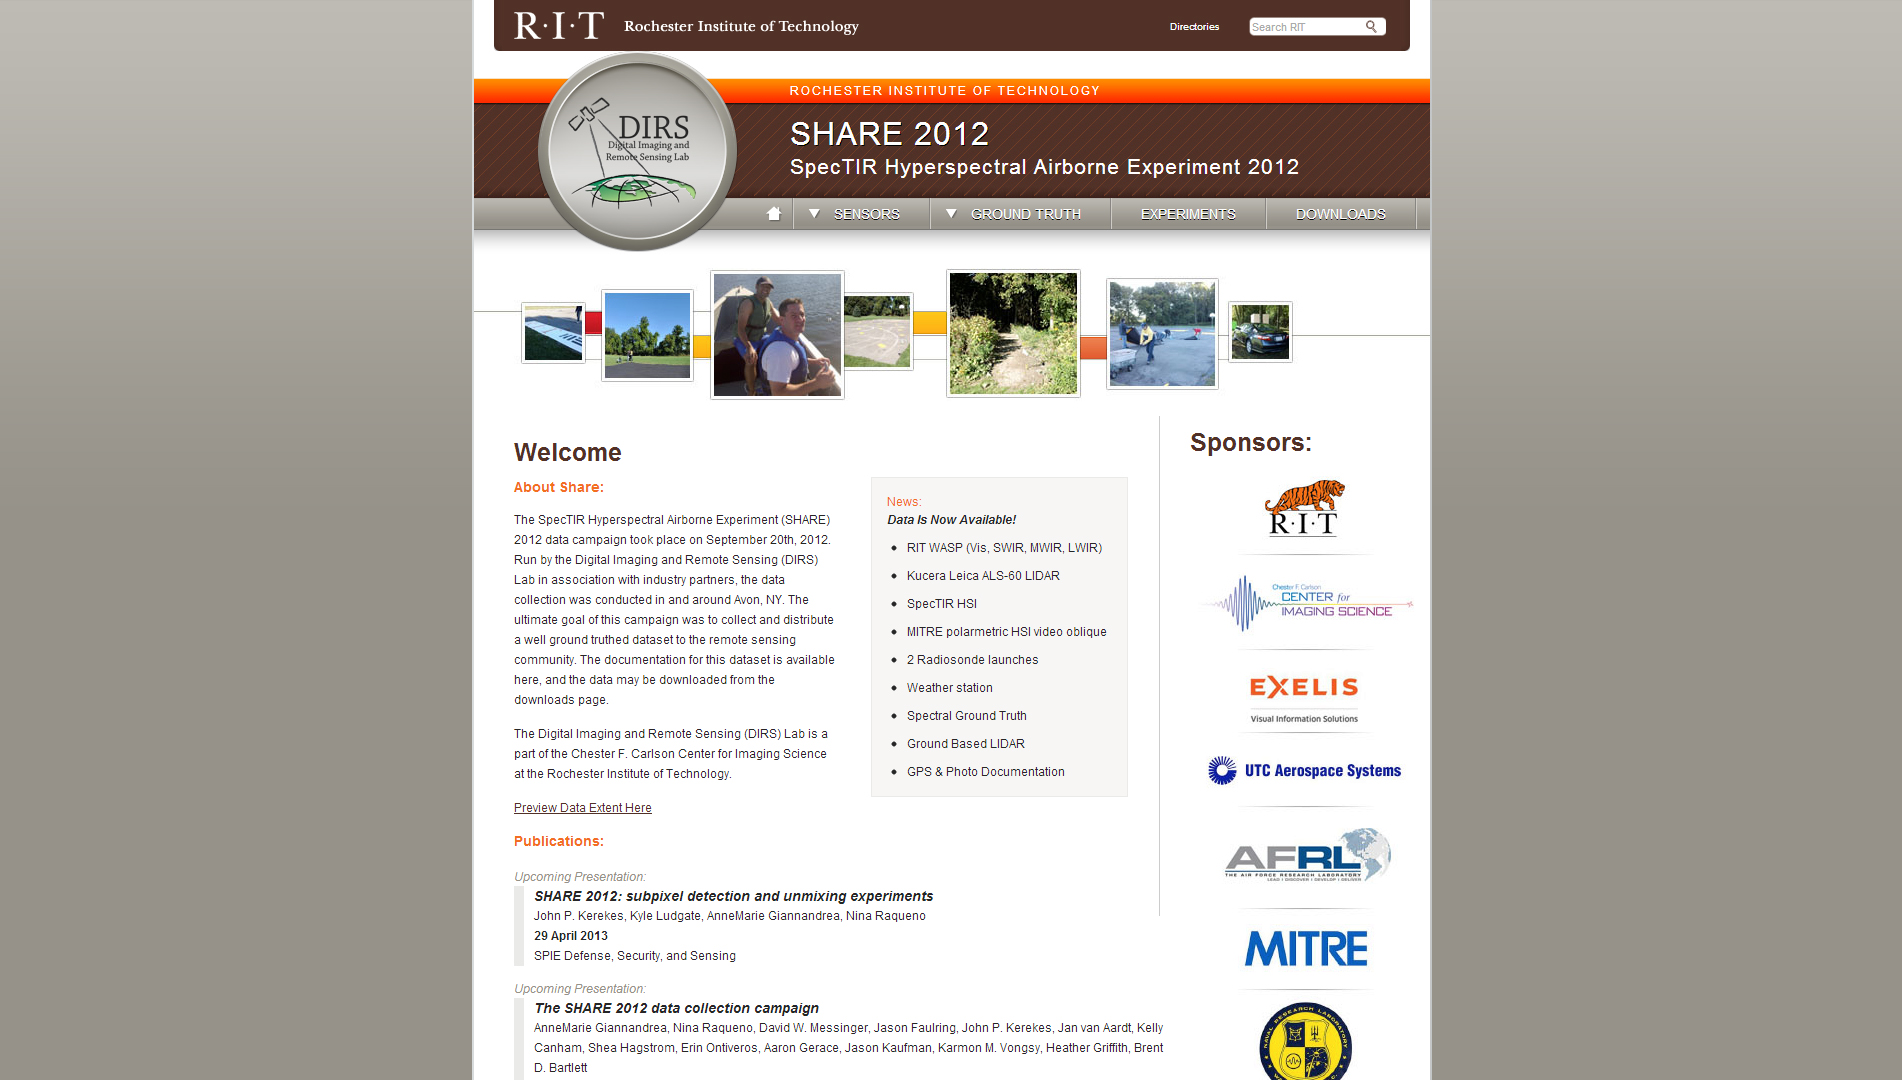 R·I·T Rochester Institute of Technology
Directories
Search RIT
ROCHESTER INSTITUTE OF TECHNOLOGY
SHARE 2012
SpecTIR Hyperspectral Airborne Experiment 2012
DIRS
Digital Imaging and
Remote Sensing Lab
SENSORS
GROUND TRUTH
EXPERIMENTS
DOWNLOADS
Welcome
About Share:
The SpecTIR Hyperspectral Airborne Experiment (SHARE)
2012 data campaign took place on September 20th, 2012.
Run by the Digital Imaging and Remote Sensing (DIRS)
Lab in association with industry partners, the data
collection was conducted in and around Avon, NY. The
ultimate goal of this campaign was to collect and distribute
a well ground truthed dataset to the remote sensing
community. The documentation for this dataset is available
here, and the data may be downloaded from the
downloads page.
The Digital Imaging and Remote Sensing (DIRS) Lab is a
part of the Chester F. Carlson Center for Imaging Science
at the Rochester Institute of Technology.
Preview Data Extent Here
News:
Data Is Now Available!
RIT WASP (Vis, SWIR, MWIR, LWIR)
Kucera Leica ALS-60 LIDAR
SpecTIR HSI
MITRE polarmetric HSI video oblique
2 Radiosonde launches
Weather station
Spectral Ground Truth
Ground Based LIDAR
GPS & Photo Documentation
Publications:
Upcoming Presentation:
SHARE 2012: subpixel detection and unmixing experiments
John P. Kerekes, Kyle Ludgate, AnneMarie Giannandrea, Nina Raqueno
29 April 2013
SPIE Defense, Security, and Sensing
Upcoming Presentation:
The SHARE 2012 data collection campaign
AnneMarie Giannandrea, Nina Raqueno, David W. Messinger, Jason Faulring, John P. Kerekes, Jan van Aardt, Kelly
Canham, Shea Hagstrom, Erin Ontiveros, Aaron Gerace, Jason Kaufman, Karmon M. Vongsy, Heather Griffith, Brent
D. Bartlett
Sponsors:
R·I·T
Chester F. Carlson
CENTER for
IMAGING SCIENCE
EXELIS
Visual Information Solutions
UTC Aerospace Systems
AFRL
THE AIR FORCE RESEARCH LABORATORY
LEAD | DISCOVER | DEVELOP | DELIVER
MITRE
NAVAL RESEARCH LABORATORY